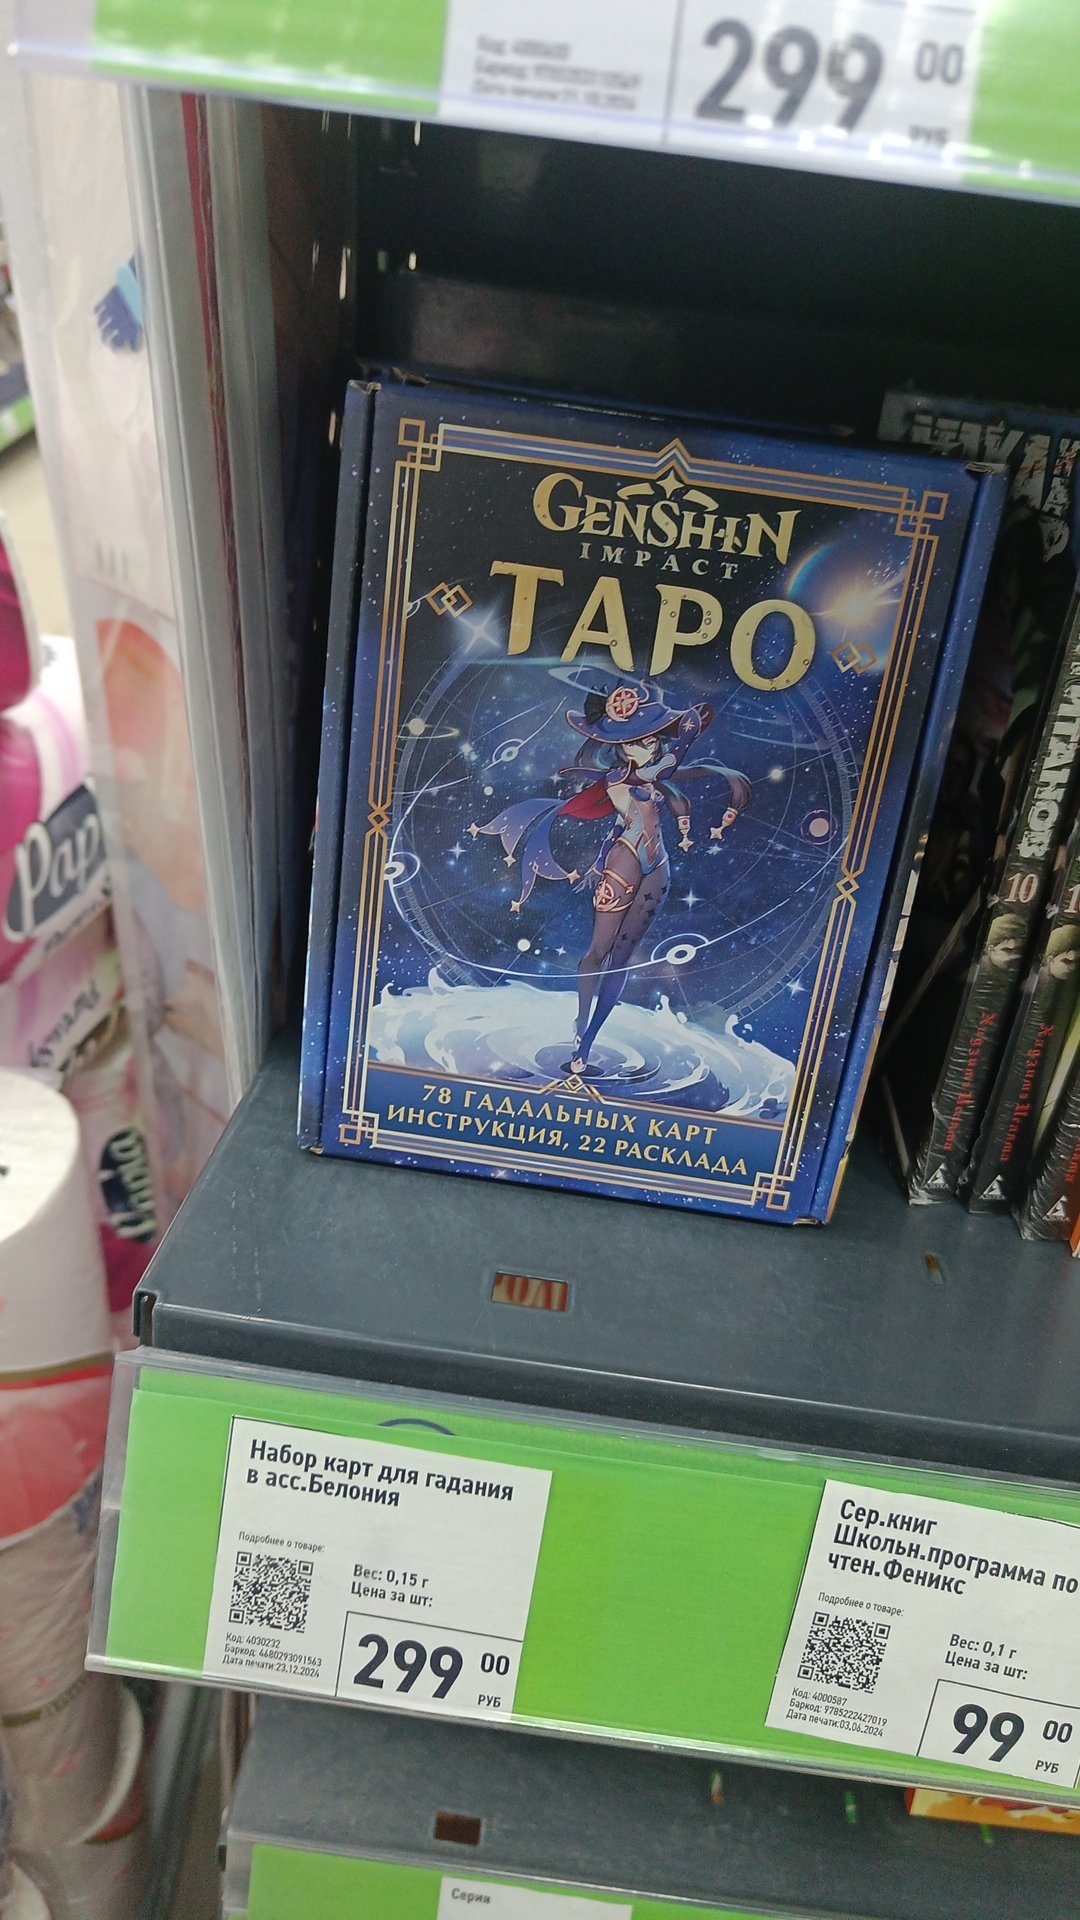 299 00
РУБ
GENSHIN
IMPACT
ТАРО
78 ГАДАЛЬНЫХ КАРТ
ИНСТРУКЦИЯ, 22 РАСКЛАДА
10
Набор карт для гадания
в асс.Белония
Подробнее о товаре:
Вес: 0,15 г
Цена за шт:
Код: 4030232
Баркод: 4680293091563
Дата печати:23.12.2024
299 00
РУБ
Сер.книг
Школьн.программа по
чтен.Феникс
Подробнее о товаре:
Вес: 0,1 г
Цена за шт:
Код: 4000587
Баркод: 9785222427019
Дата печати:03.06.2024
99 00
РУБ
Серия